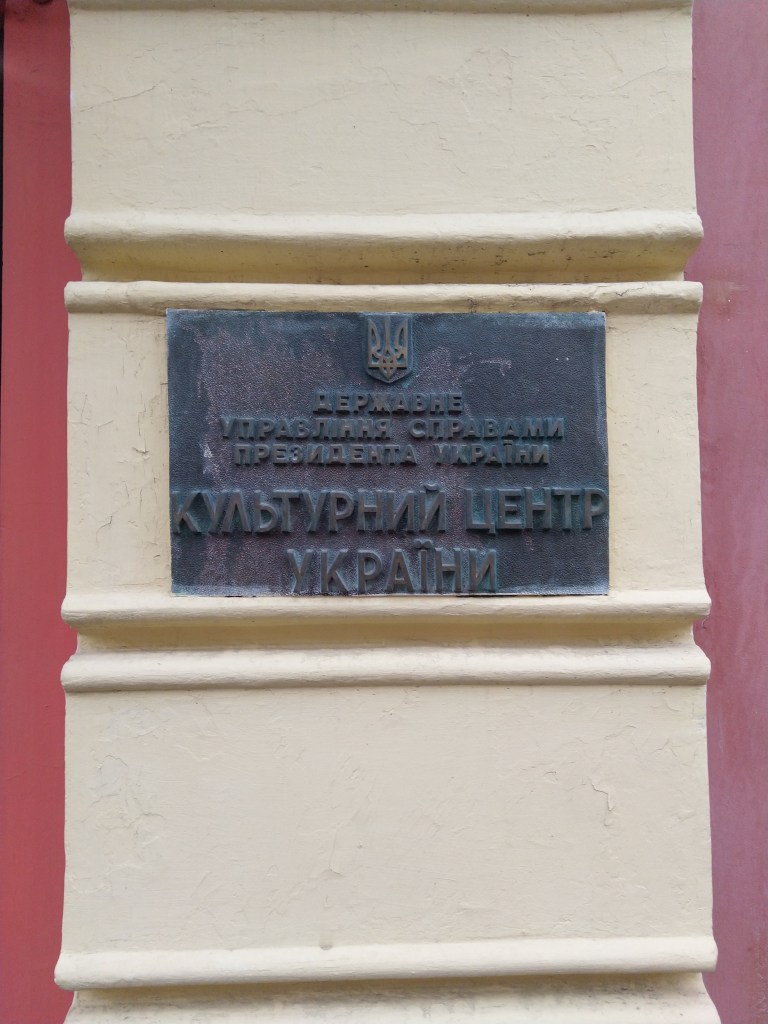 ДЕРЖАВНЕ
УПРАВЛІННЯ СПРАВАМИ
ПРЕЗИДЕНТА УКРАЇНИ
КУЛЬТУРНИЙ ЦЕНТР
УКРАЇНИ